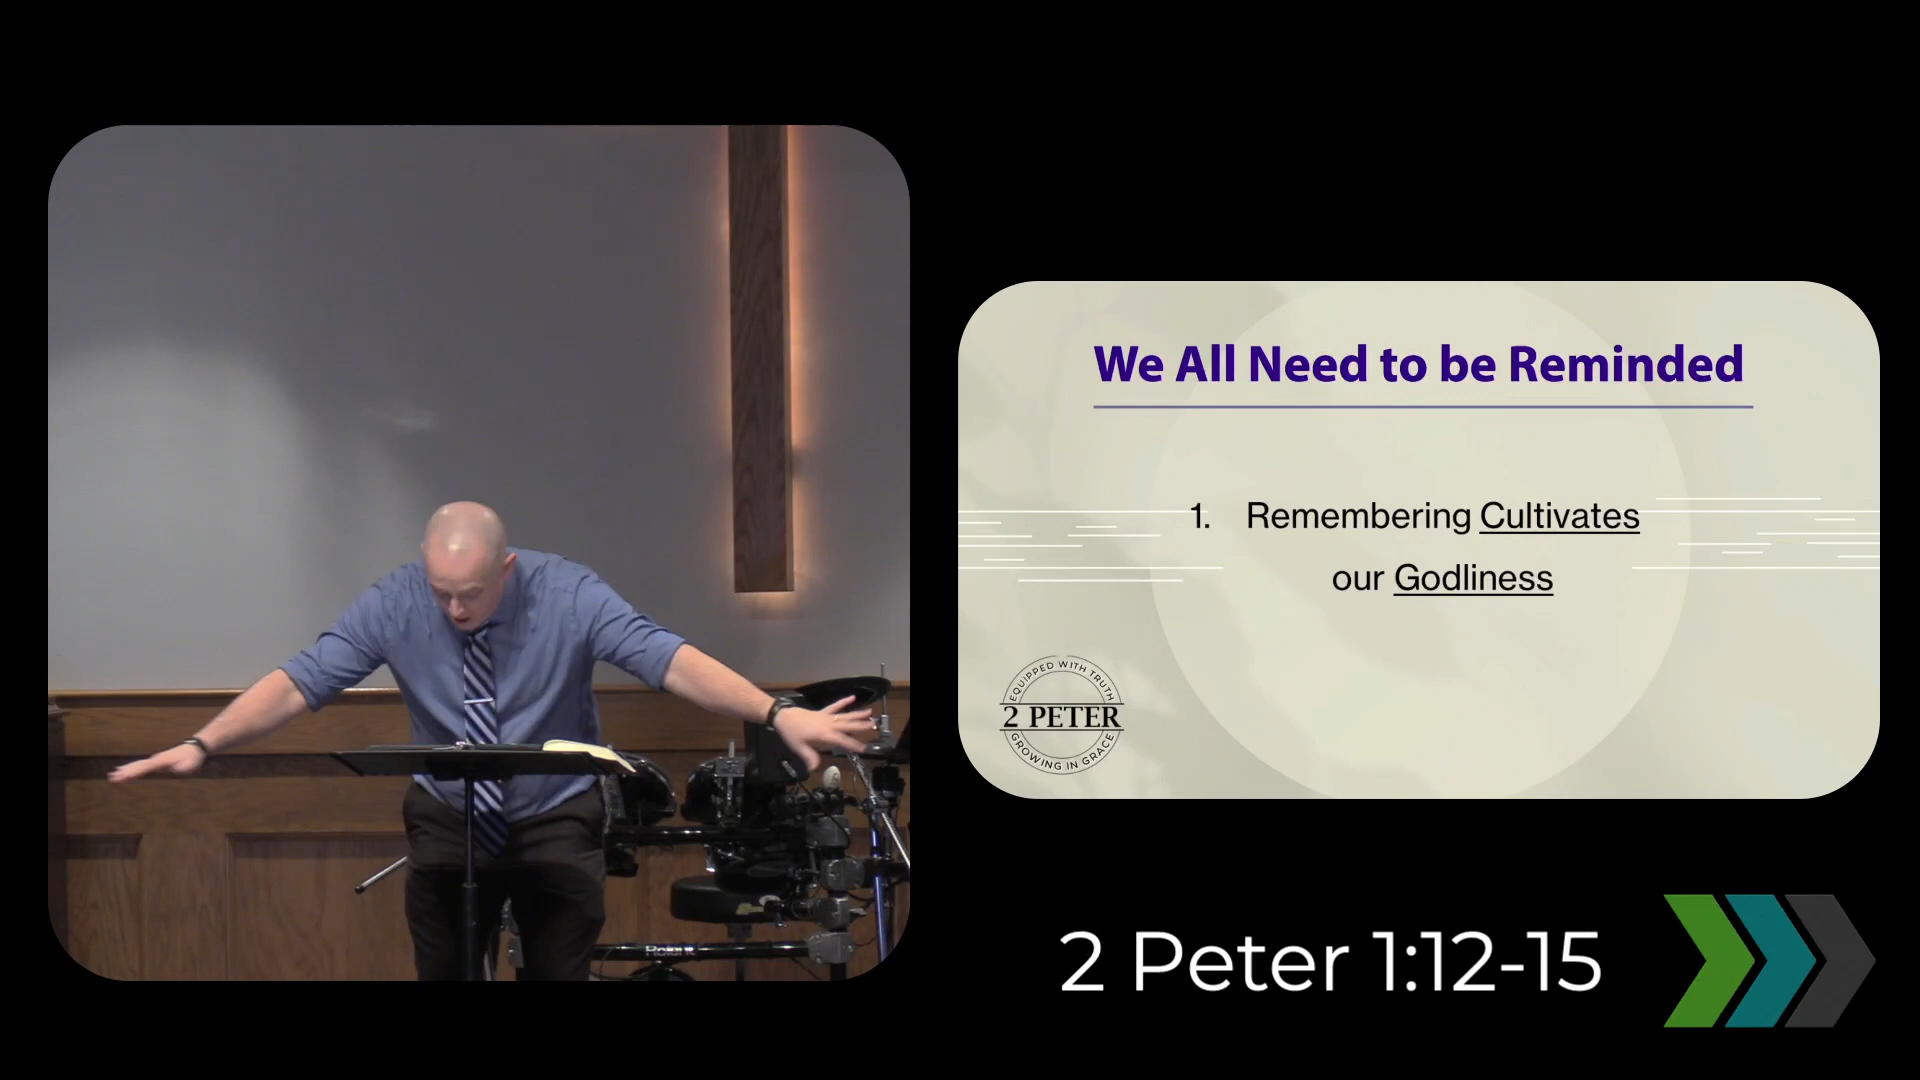 We All Need to be Reminded
1. Remembering Cultivates
our Godliness
EQUIPPED WITH TRUTH
2 PETER
GROWING IN GRACE
2 Peter 1:12-15
Roland